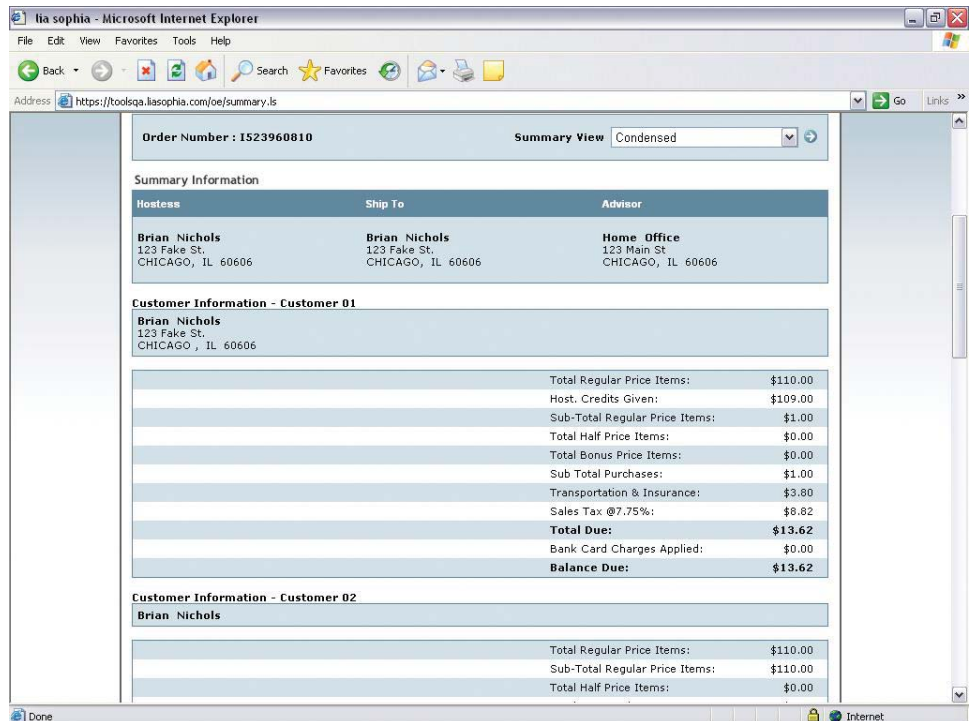 lia sophia - Microsoft Internet Explorer
File Edit View Favorites Tools Help
Back Search Favorites
Address https://toolsqa.liasophia.com/oe/summary.ls Go Links »
Order Number : I523960810 Summary View Condensed
Summary Information
Hostess Ship To Advisor
Brian Nichols Brian Nichols Home Office
123 Fake St. 123 Fake St. 123 Main St
CHICAGO, IL 60606 CHICAGO, IL 60606 CHICAGO, IL 60606
Customer Information - Customer 01
Brian Nichols
123 Fake St.
CHICAGO , IL 60606
Total Regular Price Items: $110.00
Host. Credits Given: $109.00
Sub-Total Regular Price Items: $1.00
Total Half Price Items: $0.00
Total Bonus Price Items: $0.00
Sub Total Purchases: $1.00
Transportation & Insurance: $3.80
Sales Tax @7.75%: $8.82
Total Due: $13.62
Bank Card Charges Applied: $0.00
Balance Due: $13.62
Customer Information - Customer 02
Brian Nichols
Total Regular Price Items: $110.00
Sub-Total Regular Price Items: $110.00
Total Half Price Items: $0.00
Done Internet